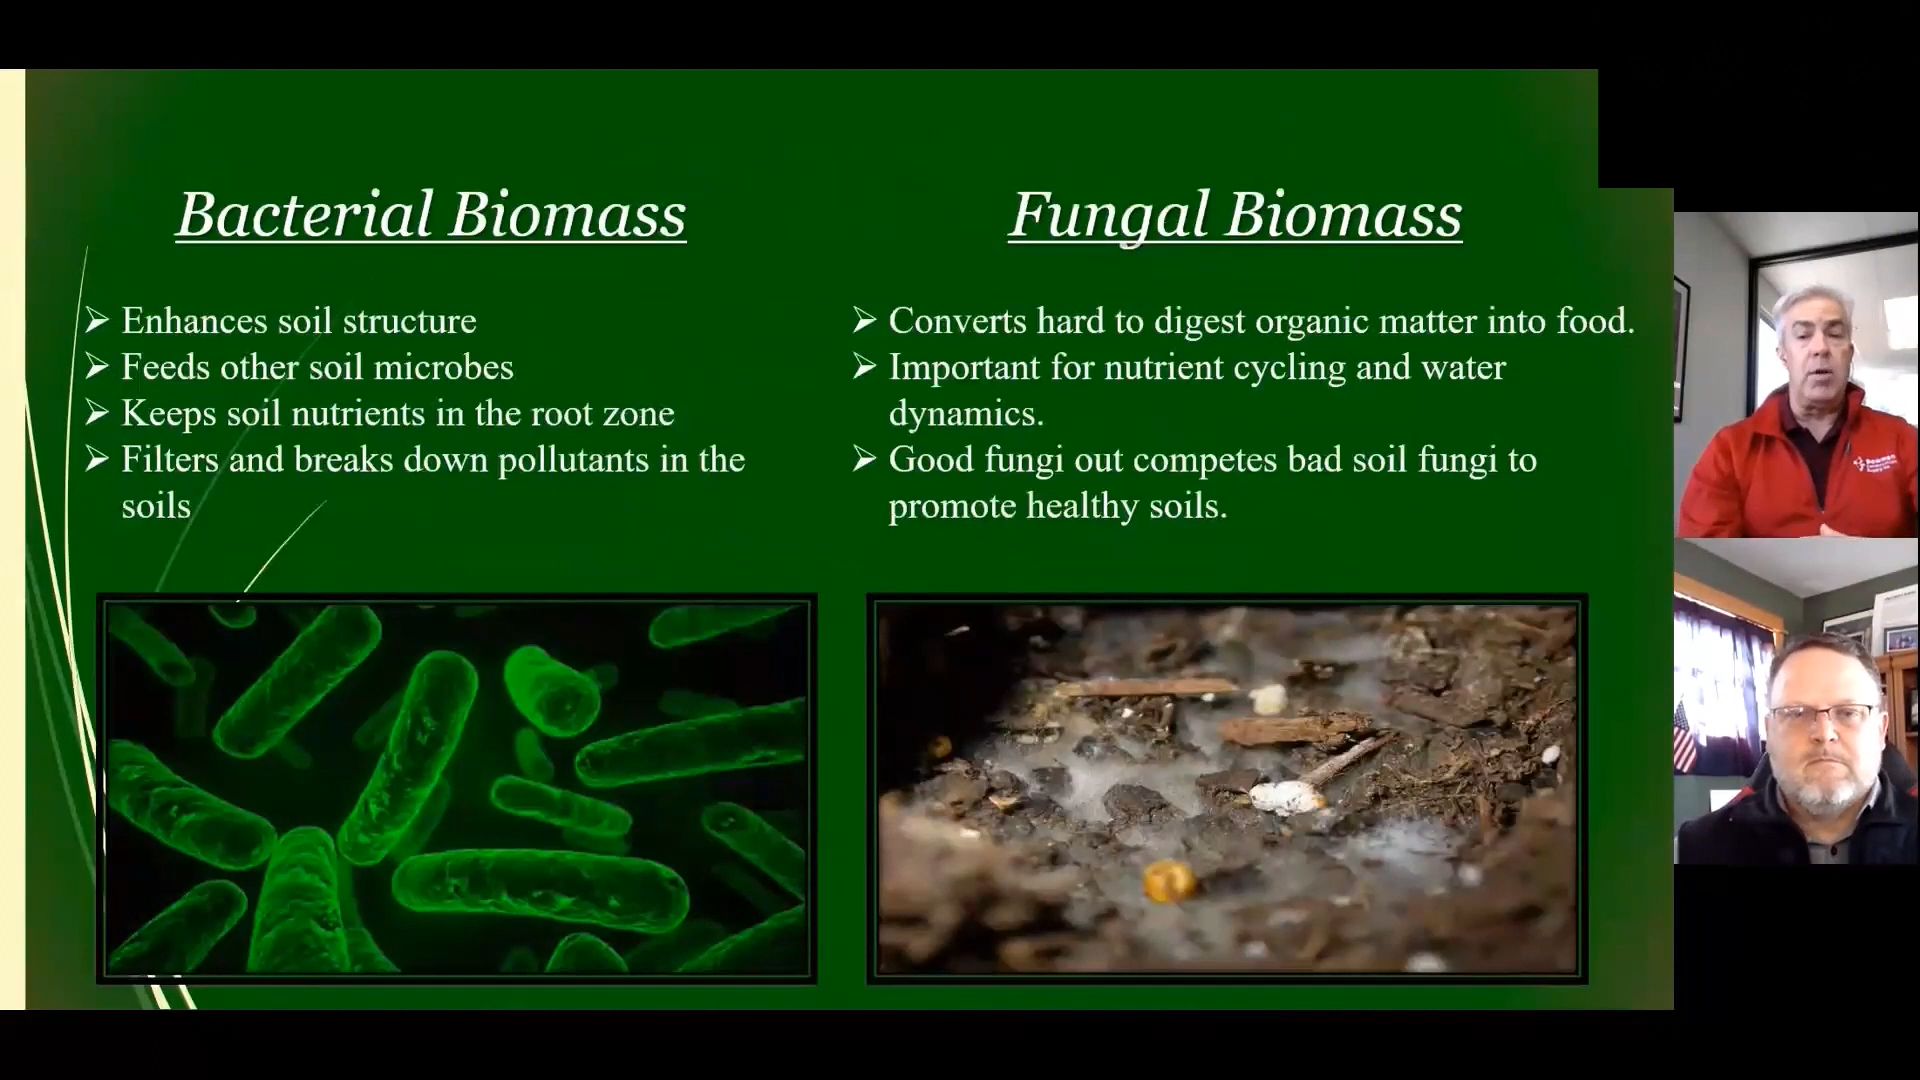 Bacterial Biomass
➢ Enhances soil structure
➢ Feeds other soil microbes
➢ Keeps soil nutrients in the root zone
➢ Filters and breaks down pollutants in the
soils
Fungal Biomass
➢ Converts hard to digest organic matter into food.
➢ Important for nutrient cycling and water
dynamics.
➢ Good fungi out competes bad soil fungi to
promote healthy soils.